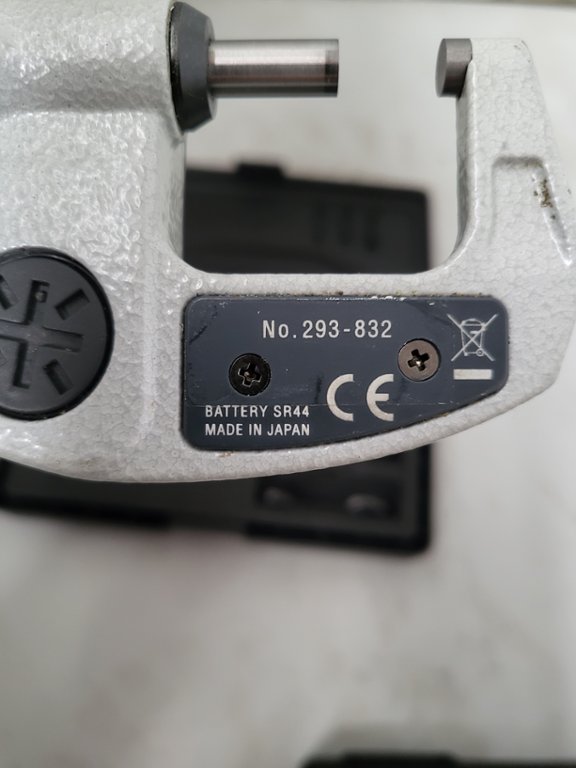 No.293-832
CE
BATTERY SR44
MADE IN JAPAN